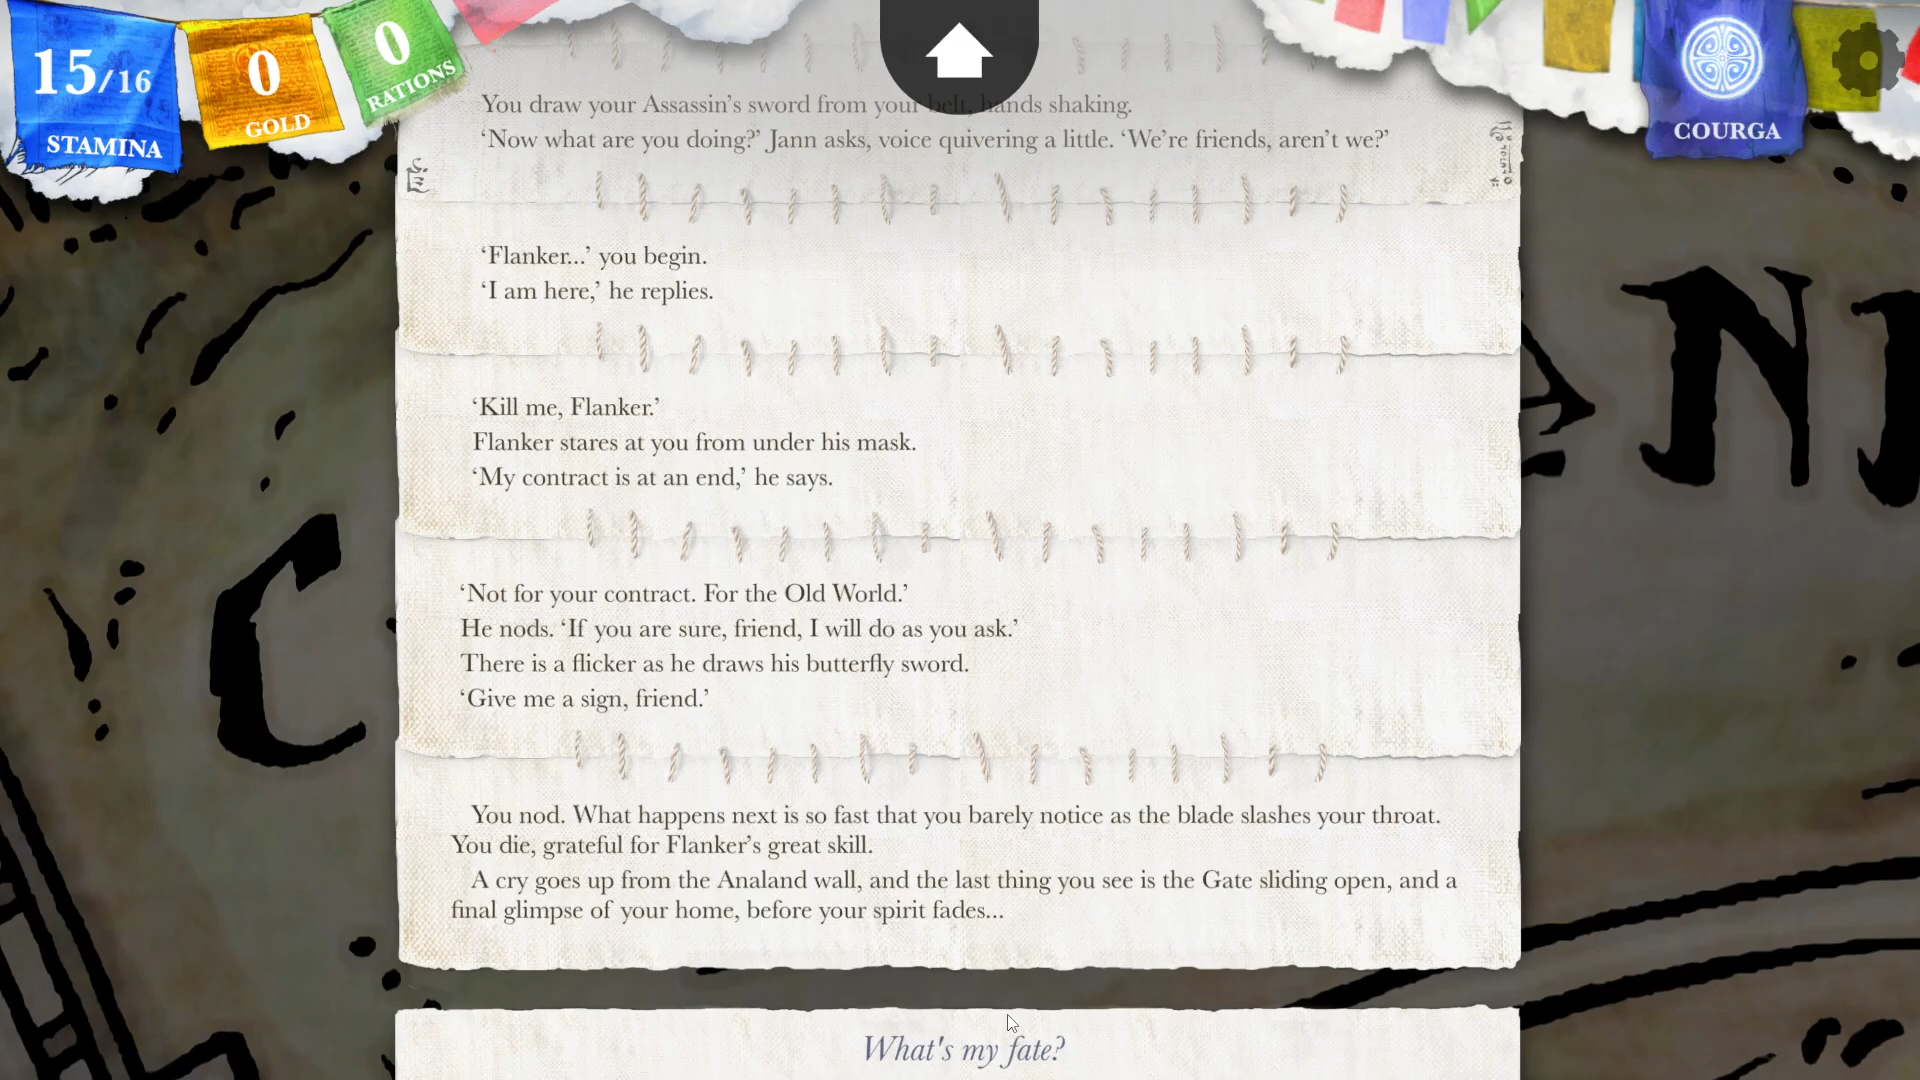 15/16
STAMINA
0
GOLD
0
RATIONS
COURGA
You draw your Assassin’s sword from your belt, hands shaking.
‘Now what are you doing?’ Jann asks, voice quivering a little. ‘We’re friends, aren’t we?’
‘Flanker...’ you begin.
‘I am here,’ he replies.
‘Kill me, Flanker.’
Flanker stares at you from under his mask.
‘My contract is at an end,’ he says.
‘Not for your contract. For the Old World.’
He nods. ‘If you are sure, friend, I will do as you ask.’
There is a flicker as he draws his butterfly sword.
‘Give me a sign, friend.’
You nod. What happens next is so fast that you barely notice as the blade slashes your throat.
You die, grateful for Flanker’s great skill.
A cry goes up from the Analand wall, and the last thing you see is the Gate sliding open, and a
final glimpse of your home, before your spirit fades...
What's my fate?